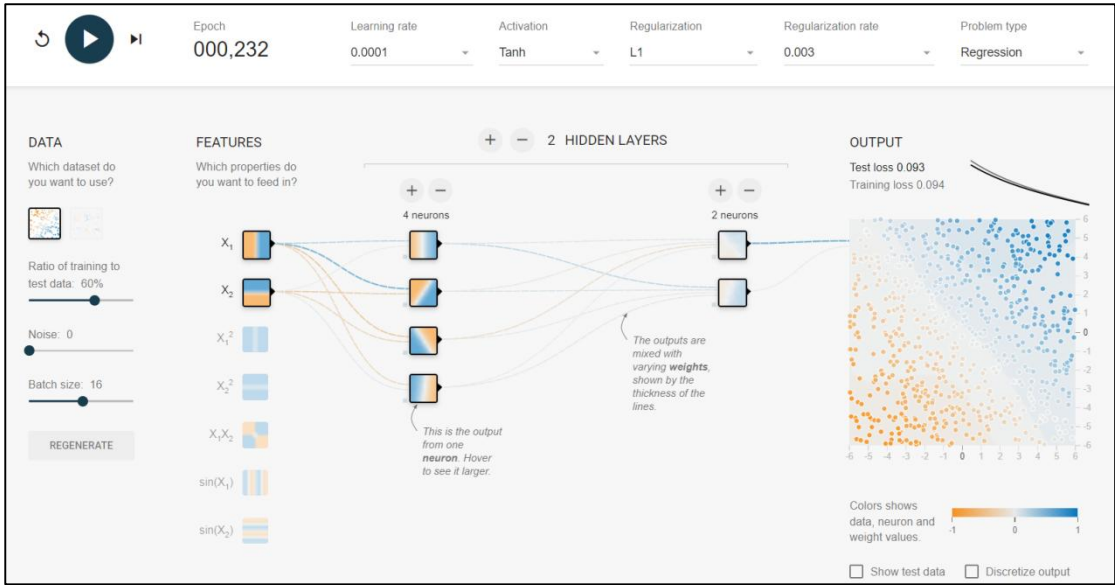 Epoch
000,232
Learning rate
0.0001
Activation
Tanh
Regularization
L1
Regularization rate
0.003
Problem type
Regression
DATA
Which dataset do
you want to use?
Ratio of training to
test data: 60%
Noise: 0
Batch size: 16
REGENERATE
FEATURES
Which properties do
you want to feed in?
X1
X2
X1²
X2²
X1X2
sin(X1)
sin(X2)
+ − 2 HIDDEN LAYERS
+ −
4 neurons
+ −
2 neurons
This is the output
from one
neuron. Hover
to see it larger.
The outputs are
mixed with
varying weights,
shown by the
thickness of the
lines.
OUTPUT
Test loss 0.093
Training loss 0.094
6
5
4
3
2
1
0
-1
-2
-3
-4
-5
-6
-6 -5 -4 -3 -2 -1 0 1 2 3 4 5 6
Colors shows
data, neuron and
weight values.
-1 0 1
Show test data
Discretize output